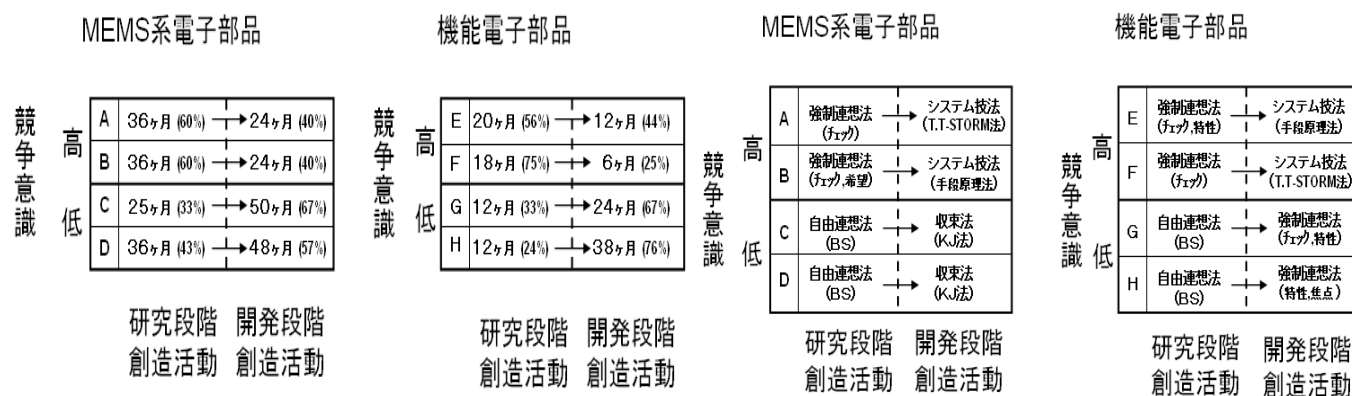 MEMS系電子部品
競争意識
高
低
A 36ヶ月 (60%) → 24ヶ月 (40%)
B 36ヶ月 (60%) → 24ヶ月 (40%)
C 25ヶ月 (33%) → 50ヶ月 (67%)
D 36ヶ月 (43%) → 48ヶ月 (57%)
研究段階 開発段階
創造活動 創造活動
機能電子部品
競争意識
高
低
E 20ヶ月 (56%) → 12ヶ月 (44%)
F 18ヶ月 (75%) → 6ヶ月 (25%)
G 12ヶ月 (33%) → 24ヶ月 (67%)
H 12ヶ月 (24%) → 38ヶ月 (76%)
研究段階 開発段階
創造活動 創造活動
MEMS系電子部品
競争意識
高
低
A 強制連想法 → システム技法
(チェック) (T.T-STORM法)
B 強制連想法 → システム技法
(チェック,希望) (手段原理法)
C 自由連想法 → 収束法
(BS) (KJ法)
D 自由連想法 → 収束法
(BS) (KJ法)
研究段階 開発段階
創造活動 創造活動
機能電子部品
競争意識
高
低
E 強制連想法 → システム技法
(チェック,特性) (手段原理法)
F 強制連想法 → システム技法
(チェック) (T.T-STORM法)
G 自由連想法 → 強制連想法
(BS) (チェック,特性)
H 自由連想法 → 強制連想法
(BS) (特性,焦点)
研究段階 開発段階
創造活動 創造活動